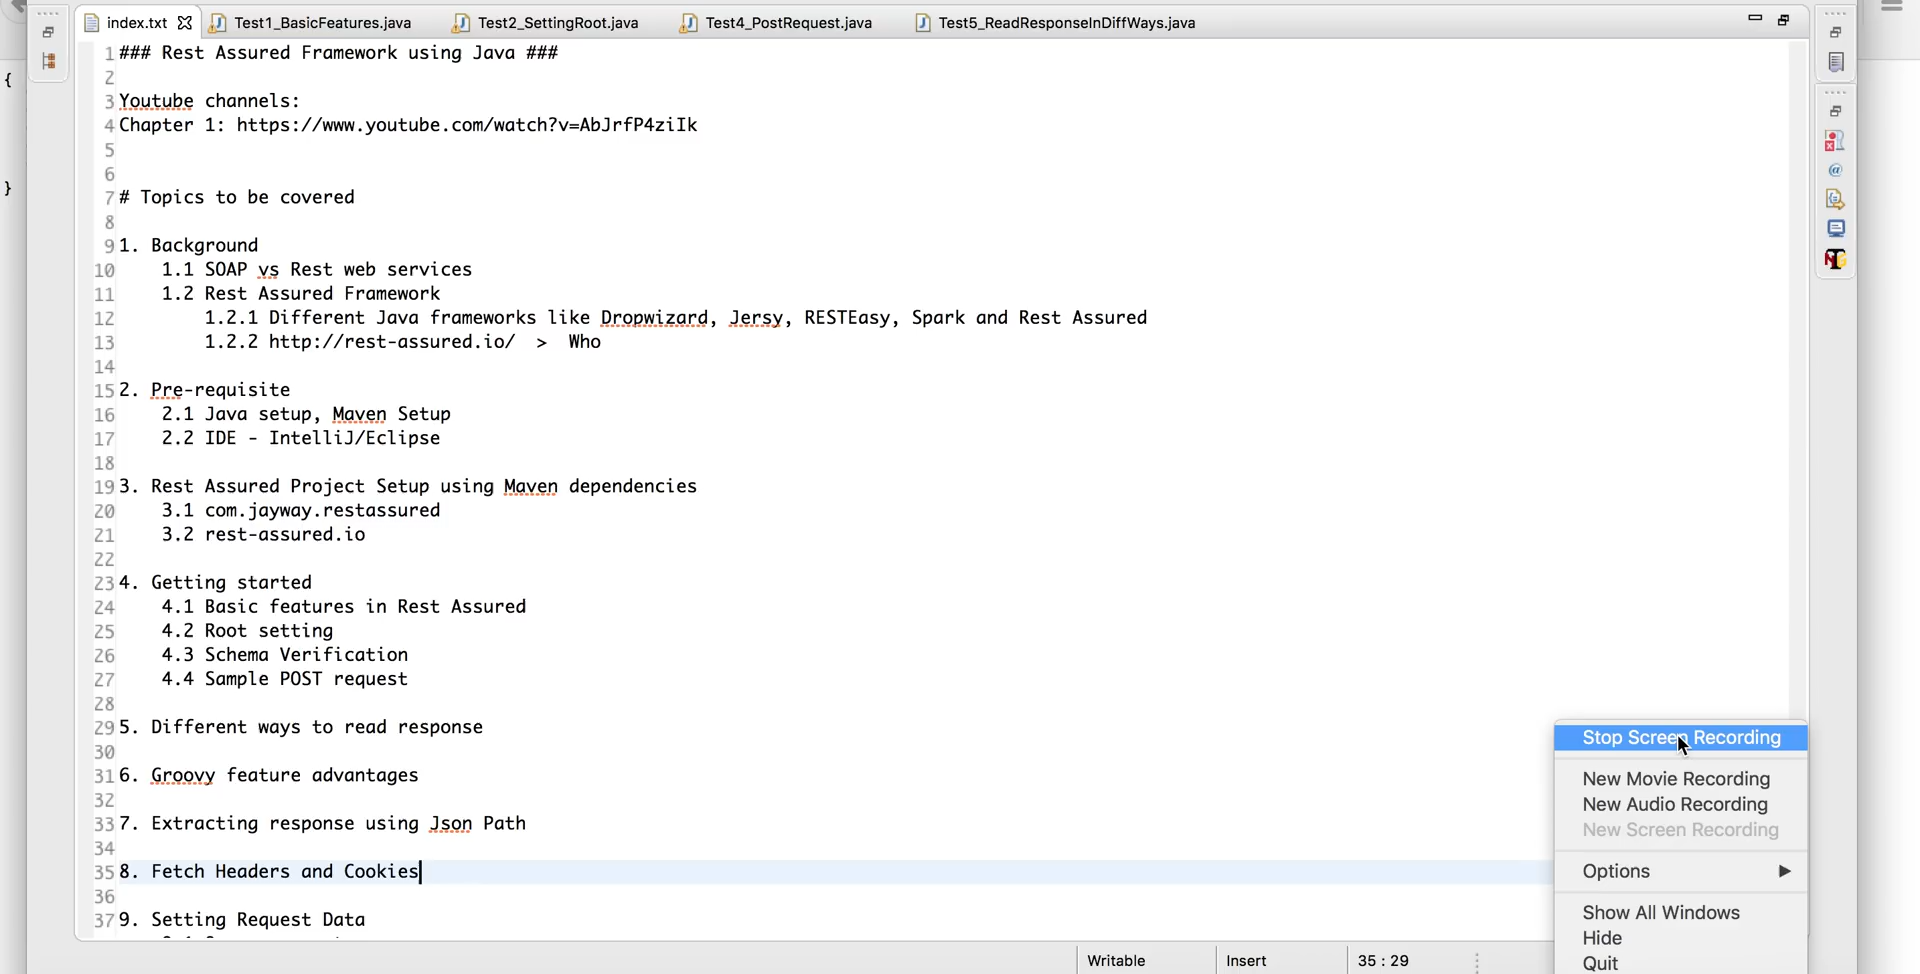 index.txt
Test1_BasicFeatures.java
Test2_SettingRoot.java
Test4_PostRequest.java
Test5_ReadResponseInDiffWays.java
{
}
1 ### Rest Assured Framework using Java ###
2
3 Youtube channels:
4 Chapter 1: https://www.youtube.com/watch?v=AbJrfP4ziIk
5
6
7 # Topics to be covered
8
9 1. Background
10 1.1 SOAP vs Rest web services
11 1.2 Rest Assured Framework
12 1.2.1 Different Java frameworks like Dropwizard, Jersy, RESTEasy, Spark and Rest Assured
13 1.2.2 http://rest-assured.io/ > Who
14
15 2. Pre-requisite
16 2.1 Java setup, Maven Setup
17 2.2 IDE - IntelliJ/Eclipse
18
19 3. Rest Assured Project Setup using Maven dependencies
20 3.1 com.jayway.restassured
21 3.2 rest-assured.io
22
23 4. Getting started
24 4.1 Basic features in Rest Assured
25 4.2 Root setting
26 4.3 Schema Verification
27 4.4 Sample POST request
28
29 5. Different ways to read response
30
31 6. Groovy feature advantages
32
33 7. Extracting response using Json Path
34
35 8. Fetch Headers and Cookies
36
37 9. Setting Request Data
Stop Screen Recording
New Movie Recording
New Audio Recording
New Screen Recording
Options
Show All Windows
Hide
Quit
Writable
Insert
35 : 29